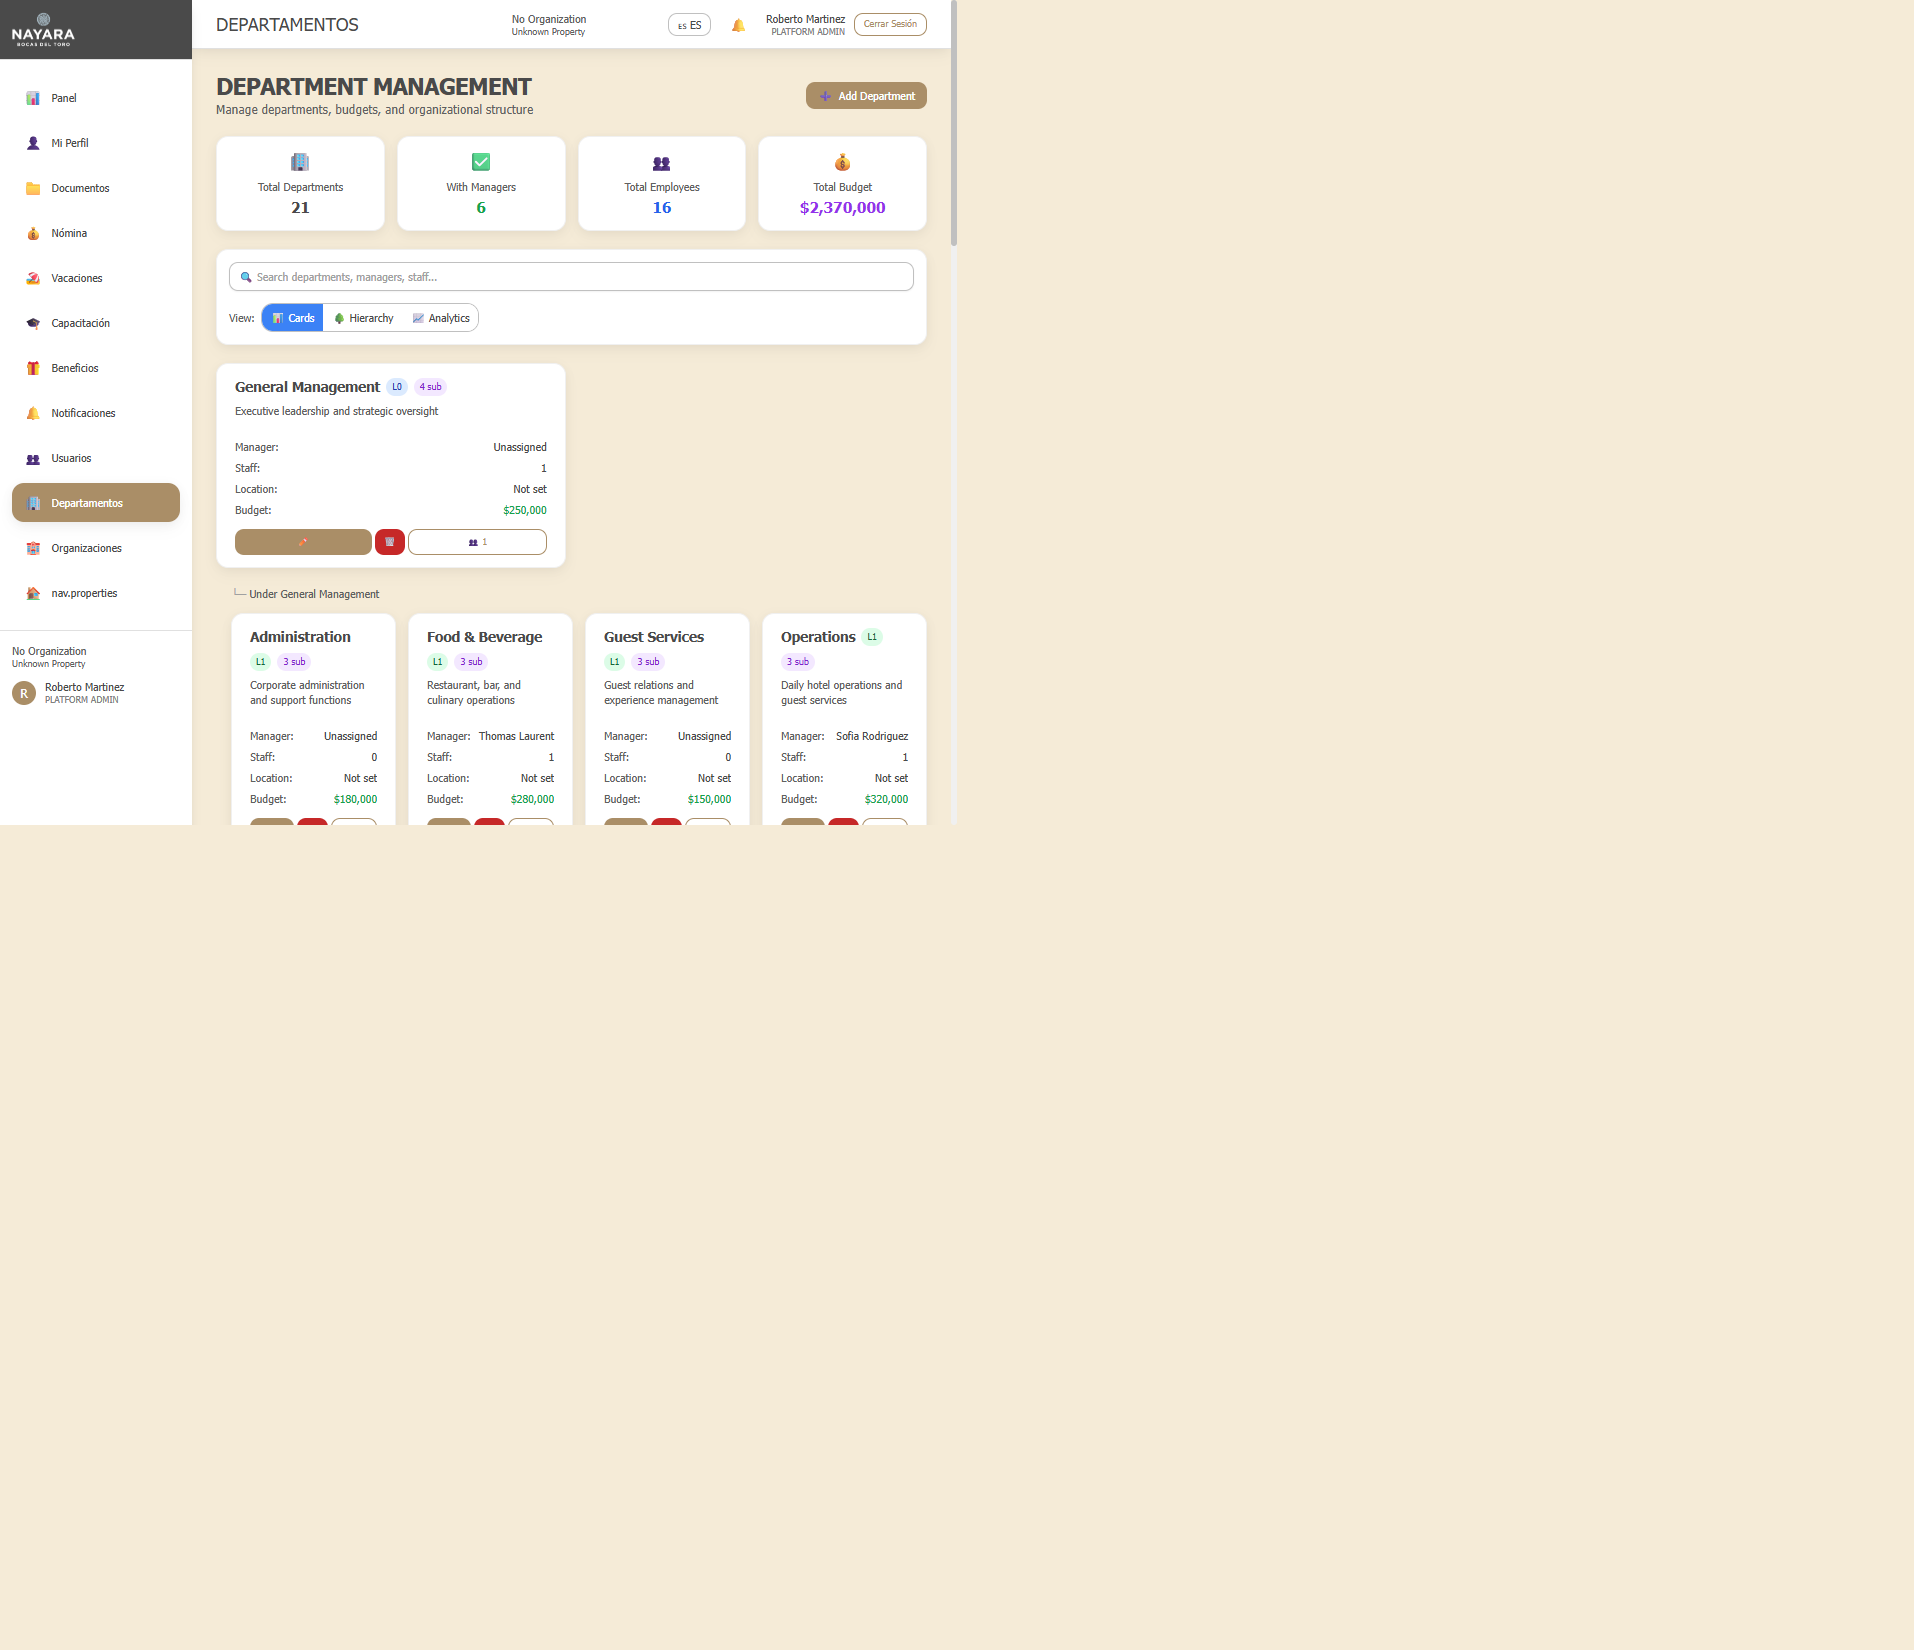 NAYARA
BOCAS DEL TORO
Panel
Mi Perfil
Documentos
Nómina
Vacaciones
Capacitación
Beneficios
Notificaciones
Usuarios
Departamentos
Organizaciones
nav.properties
No Organization
Unknown Property
R
Roberto Martinez
PLATFORM ADMIN
DEPARTAMENTOS
No Organization
Unknown Property
ES ES
Roberto Martinez
PLATFORM ADMIN
Cerrar Sesión
DEPARTMENT MANAGEMENT
Manage departments, budgets, and organizational structure
Add Department
Total Departments
21
With Managers
6
Total Employees
16
Total Budget
$2,370,000
Search departments, managers, staff...
View: Cards Hierarchy Analytics
General Management L0 4 sub
Executive leadership and strategic oversight
Manager: Unassigned
Staff: 1
Location: Not set
Budget: $250,000
1
Under General Management
Administration
L1 3 sub
Corporate administration
and support functions
Manager: Unassigned
Staff: 0
Location: Not set
Budget: $180,000
Food & Beverage
L1 3 sub
Restaurant, bar, and
culinary operations
Manager: Thomas Laurent
Staff: 1
Location: Not set
Budget: $280,000
Guest Services
L1 3 sub
Guest relations and
experience management
Manager: Unassigned
Staff: 0
Location: Not set
Budget: $150,000
Operations L1
3 sub
Daily hotel operations and
guest services
Manager: Sofia Rodriguez
Staff: 1
Location: Not set
Budget: $320,000